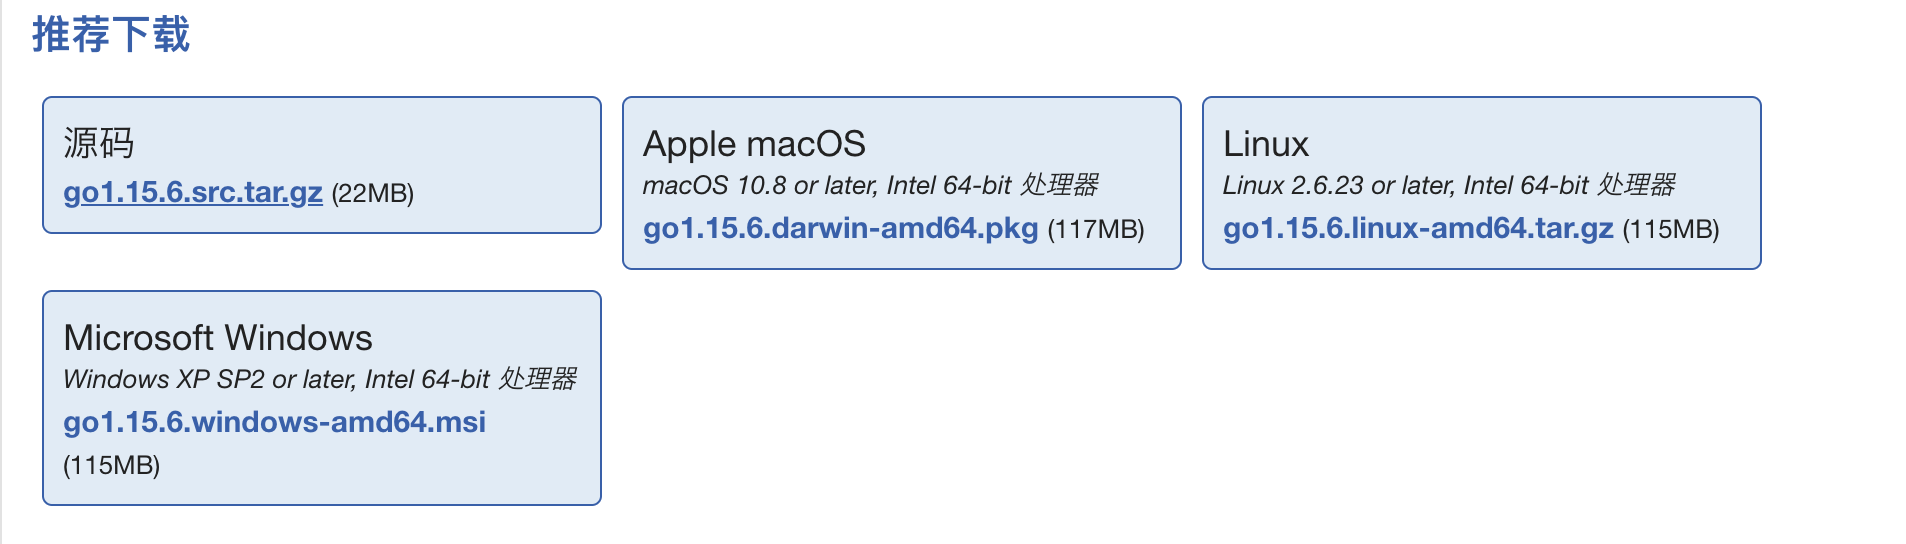 推荐下载
源码
go1.15.6.src.tar.gz (22MB)
Apple macOS
macOS 10.8 or later, Intel 64-bit 处理器
go1.15.6.darwin-amd64.pkg (117MB)
Linux
Linux 2.6.23 or later, Intel 64-bit 处理器
go1.15.6.linux-amd64.tar.gz (115MB)
Microsoft Windows
Windows XP SP2 or later, Intel 64-bit 处理器
go1.15.6.windows-amd64.msi
(115MB)